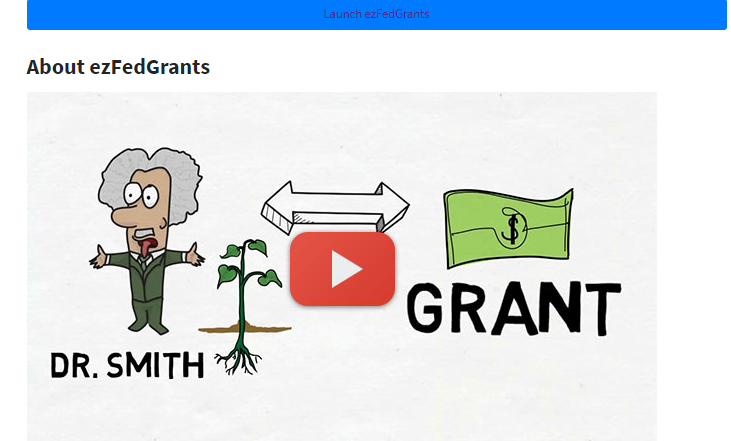 Launch ezFedGrants
About ezFedGrants
$
GRANT
DR. SMITH